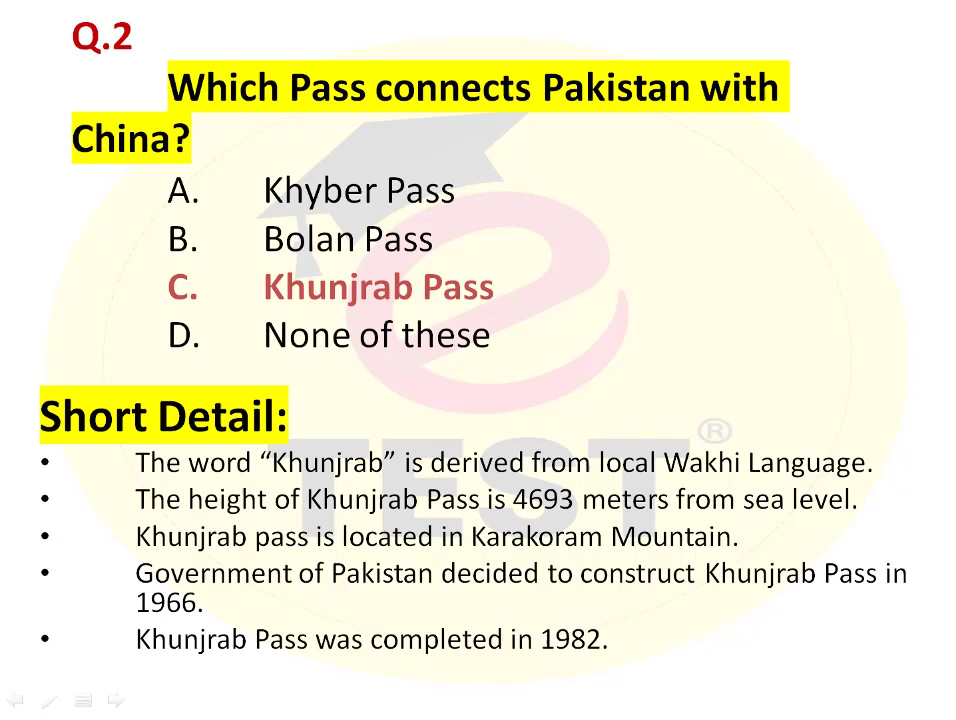 Q.2
Which Pass connects Pakistan with
China?
A. Khyber Pass
B. Bolan Pass
C. Khunjrab Pass
D. None of these
Short Detail:
• The word “Khunjrab” is derived from local Wakhi Language.
• The height of Khunjrab Pass is 4693 meters from sea level.
• Khunjrab pass is located in Karakoram Mountain.
• Government of Pakistan decided to construct Khunjrab Pass in
1966.
• Khunjrab Pass was completed in 1982.
e
TEST®